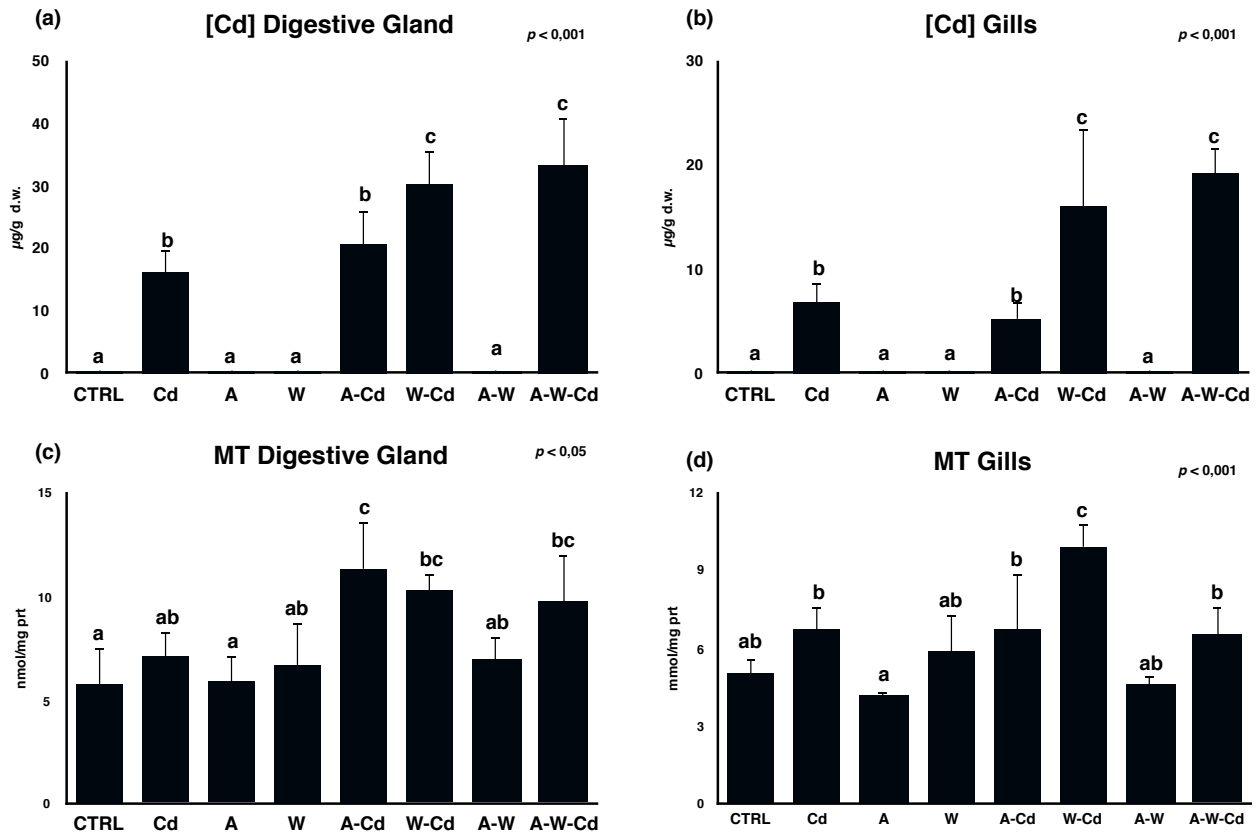 (a)
[Cd] Digestive Gland
p < 0,001
50
40
30
20
10
0
µg/g d.w.
a
b
a
a
b
c
a
c
CTRL Cd A W A-Cd W-Cd A-W A-W-Cd
(b)
[Cd] Gills
p < 0,001
30
20
10
0
µg/g d.w.
a
b
a
a
b
c
a
c
CTRL Cd A W A-Cd W-Cd A-W A-W-Cd
(c)
MT Digestive Gland
p < 0,05
15
10
5
0
nmol/mg prt
a
ab
a
ab
c
bc
ab
bc
CTRL Cd A W A-Cd W-Cd A-W A-W-Cd
(d)
MT Gills
p < 0,001
12
9
6
3
0
mmol/mg prt
ab
b
a
ab
b
c
ab
b
CTRL Cd A W A-Cd W-Cd A-W A-W-Cd